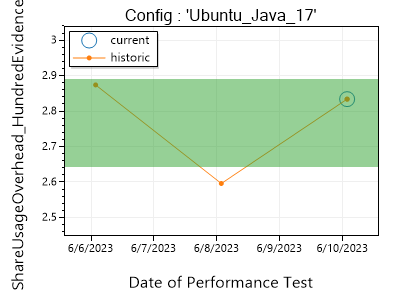 Config : 'Ubuntu_Java_17'
current
historic
ShareUsageOverhead_HundredEvidence
3
2.9
2.8
2.7
2.6
2.5
6/6/2023
6/7/2023
6/8/2023
6/9/2023
6/10/2023
Date of Performance Test